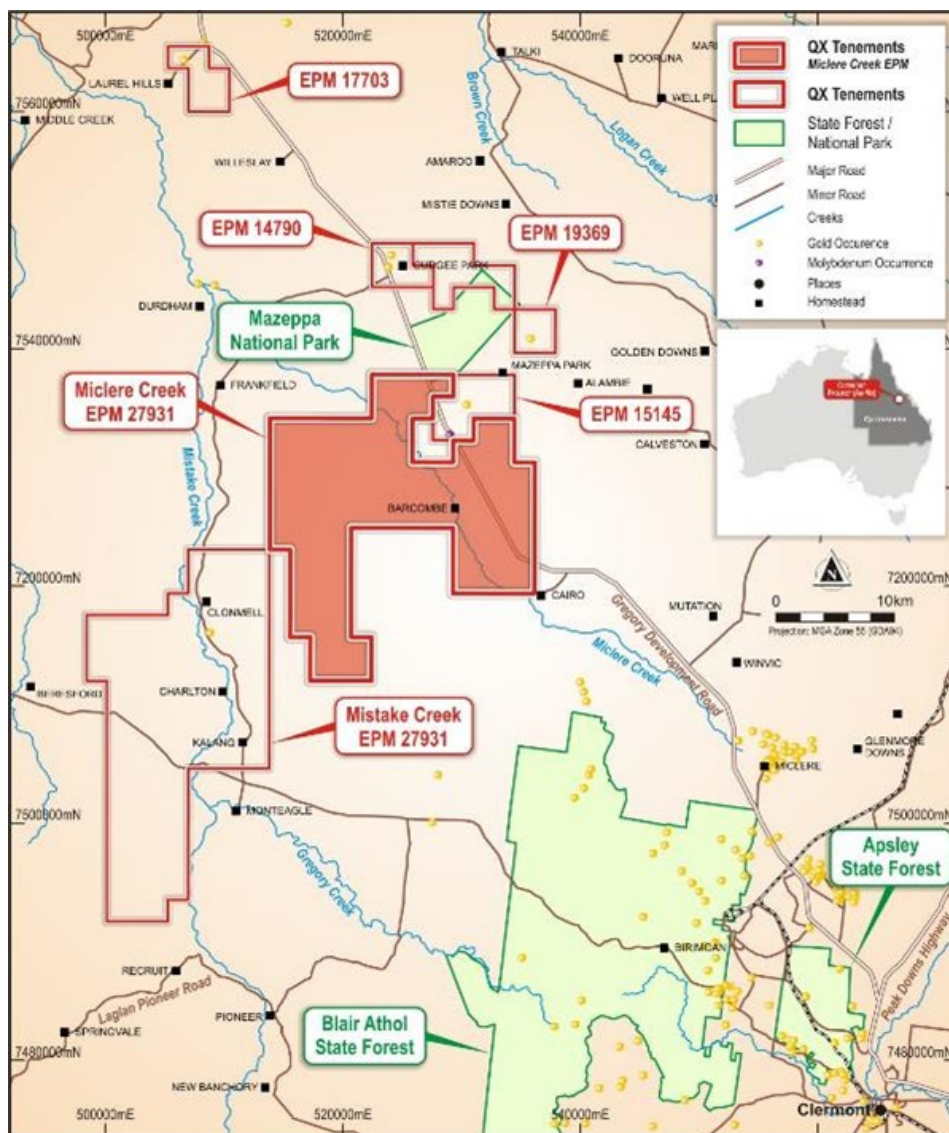 500000mE
520000mE
540000mE
TALKI
DOORUNA
WELL PL
LAUREL HILLS
EPM 17703
7560000mN
MIDDLE CREEK
Brown Creek
Logan Creek
WILLESLAY
AMAROO
MISTIE DOWNS
EPM 14790
EPM 19369
DURDHAM
Mazeppa
National Park
7540000mN
MAZEPPA PARK
GOLDEN DOWNS
FRANKFIELD
ALAMBIE
Miclere Creek
EPM 27931
EPM 15145
CALVESTON
Mistake Creek
BARCOMBE
7200000mN
7200000mN
CLONMELL
CAIRO
MUTATION
Gregory Development Road
Miclere Creek
WINVIC
BERESFORD
CHARLTON
Mistake Creek
EPM 27931
KALANG
GLENMORE
DOWNS
MICLERE
MONTEAGLE
7500000mN
7500000mN
Gregory Creek
Apsley
State Forest
BIRIMCAN
RECRUIT
Laglan Pioneer Road
Peak Downs Highway
SPRINGVALE
PIONEER
Blair Athol
State Forest
7480000mN
7480000mN
NEW BANCHORY
Clermont
500000mE
520000mE
540000mE
QX Tenements
Miclere Creek EPM
QX Tenements
State Forest /
National Park
Major Road
Minor Road
Creeks
Gold Occurence
Molybdenum Occurrence
Places
Homestead
Queensland
N
0 10km
Projection: MGA Zone 55 (GDA94)